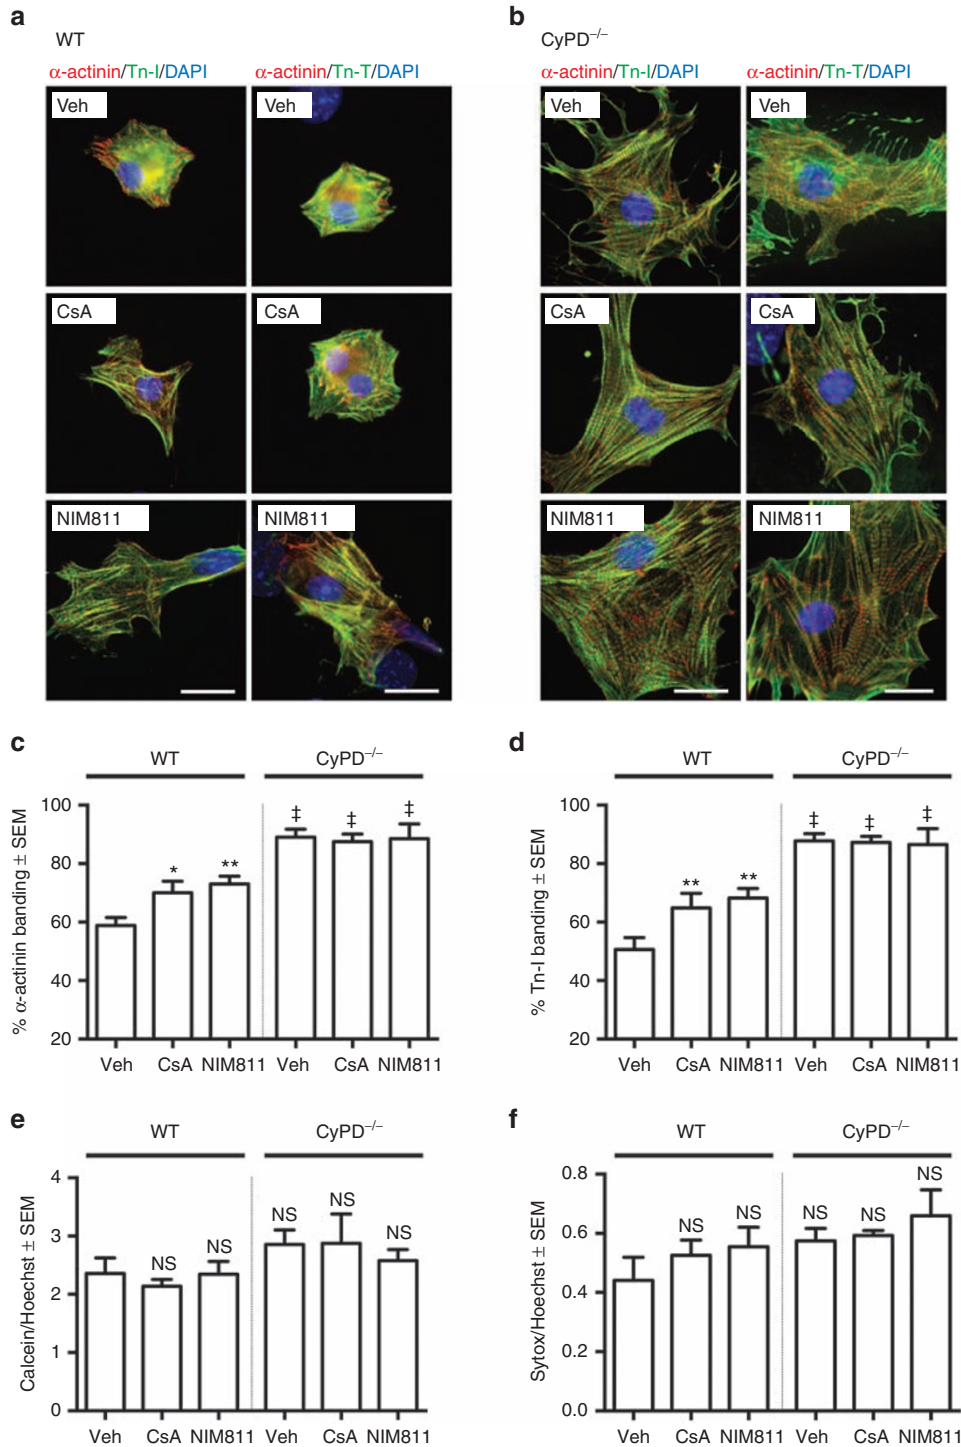 a
WT
α-actinin/Tn-I/DAPI
α-actinin/Tn-T/DAPI
Veh
Veh
CsA
CsA
NIM811
NIM811
b
CyPD−/−
α-actinin/Tn-I/DAPI
α-actinin/Tn-T/DAPI
Veh
Veh
CsA
CsA
NIM811
NIM811
c
WT
CyPD−/−
% α-actinin banding ± SEM
100
80
60
40
20
*
**
‡
‡
‡
Veh CsA NIM811 Veh CsA NIM811
d
WT
CyPD−/−
% Tn-I banding ± SEM
100
80
60
40
20
**
**
‡
‡
‡
Veh CsA NIM811 Veh CsA NIM811
e
WT
CyPD−/−
Calcein/Hoechst ± SEM
4
3
2
1
0
NS
NS
NS
NS
NS
Veh CsA NIM811 Veh CsA NIM811
f
WT
CyPD−/−
Sytox/Hoechst ± SEM
0.8
0.6
0.4
0.2
0.0
NS
NS
NS
NS
NS
Veh CsA NIM811 Veh CsA NIM811